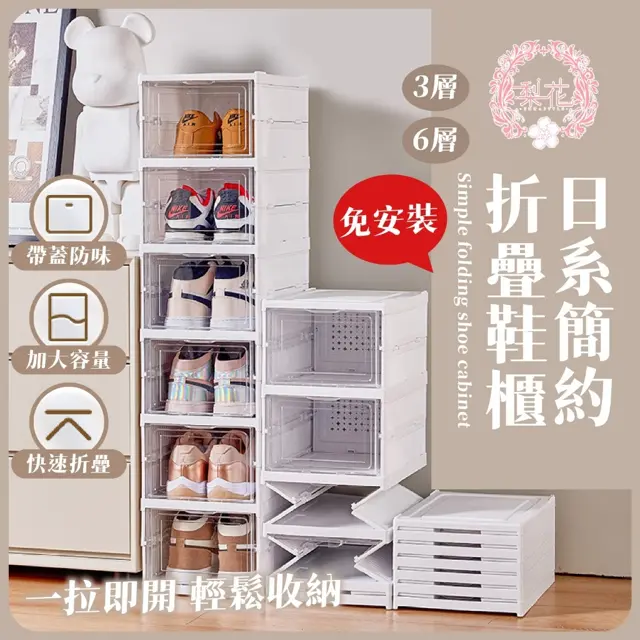 梨花
3層
6層
日系簡約
折疊鞋櫃
Simple folding shoe cabinet
免安裝
帶蓋防味
加大容量
快速折疊
一拉即開 輕鬆收納